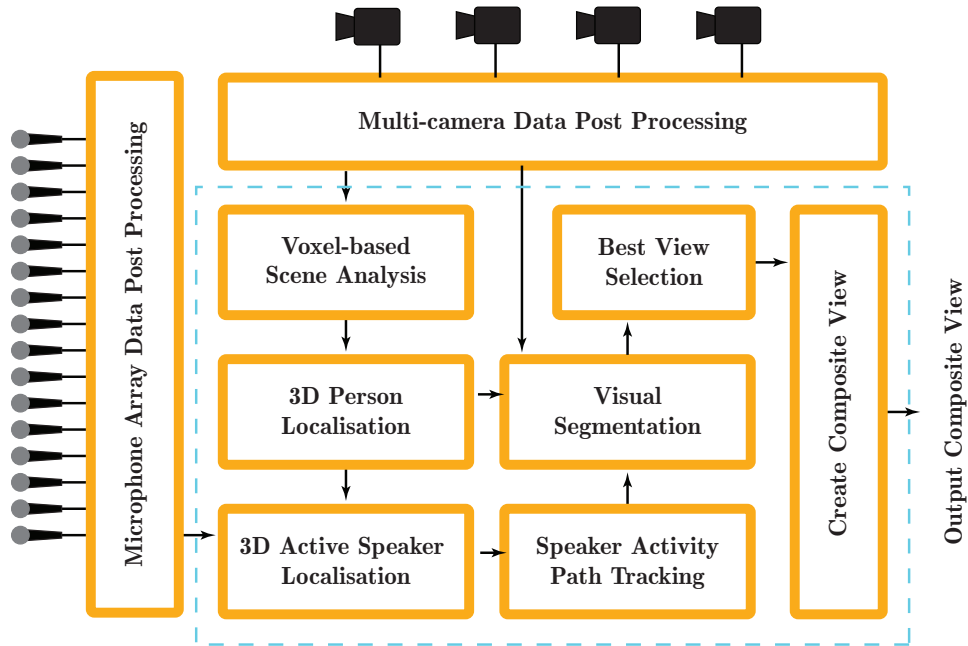 Multi-camera Data Post Processing
Microphone Array Data Post Processing
Voxel-based
Scene Analysis
Best View
Selection
3D Person
Localisation
Visual
Segmentation
3D Active Speaker
Localisation
Speaker Activity
Path Tracking
Create Composite View
Output Composite View